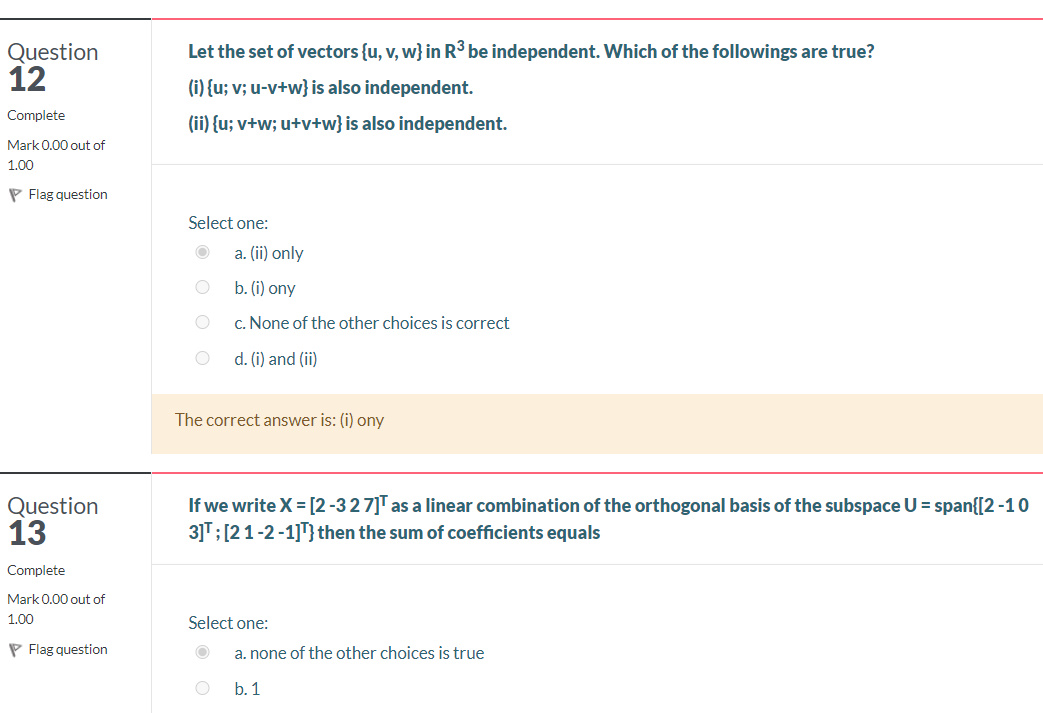 Question
12
Complete
Mark 0.00 out of
1.00
Flag question
Let the set of vectors {u, v, w} in R³ be independent. Which of the followings are true?
(i) {u; v; u-v+w} is also independent.
(ii) {u; v+w; u+v+w} is also independent.
Select one:
a. (ii) only
b. (i) ony
c. None of the other choices is correct
d. (i) and (ii)
The correct answer is: (i) ony
Question
13
Complete
Mark 0.00 out of
1.00
Flag question
If we write X = [2 -3 2 7]ᵀ as a linear combination of the orthogonal basis of the subspace U = span{[2 -1 0
3]ᵀ ; [2 1 -2 -1]ᵀ} then the sum of coefficients equals
Select one:
a. none of the other choices is true
b. 1